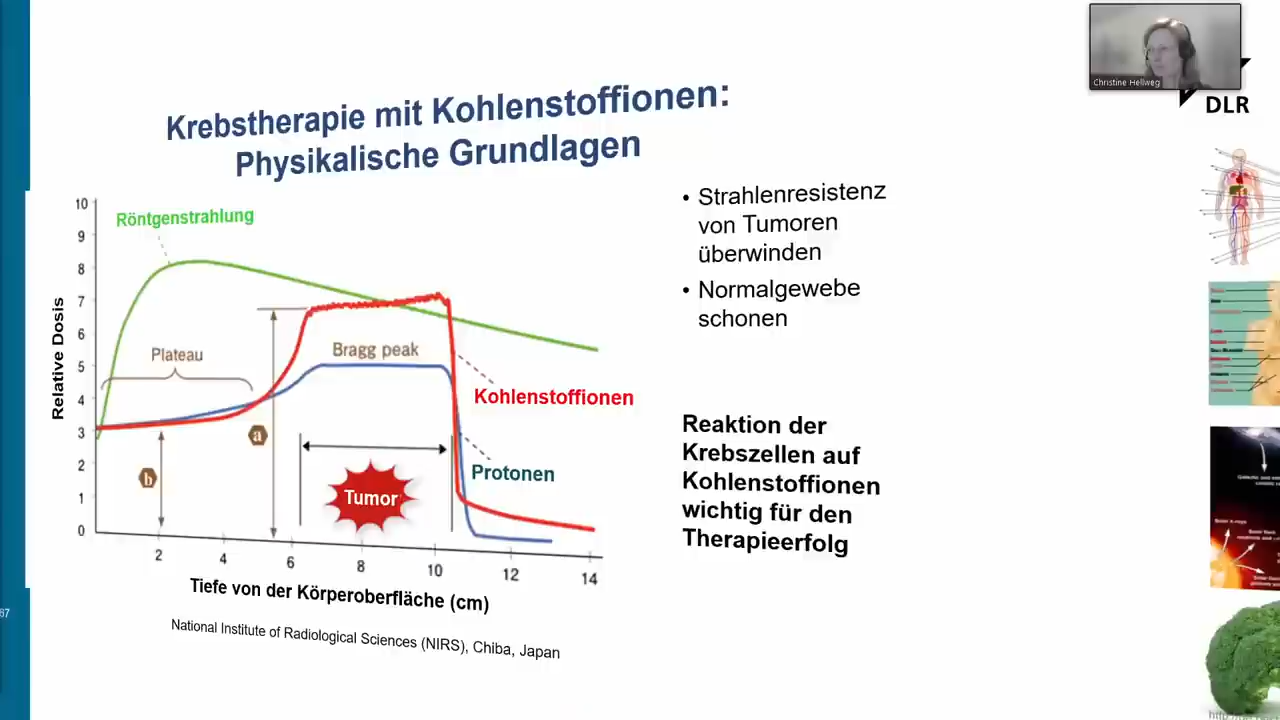 Christine Hellweg
DLR
Krebstherapie mit Kohlenstoffionen:
Physikalische Grundlagen
Röntgenstrahlung
Relative Dosis
10
9
8
7
6
5
4
3
2
1
0
Plateau
Bragg peak
a
b
Kohlenstoffionen
Protonen
Tumor
2
4
6
8
10
12
14
Tiefe von der Körperoberfläche (cm)
National Institute of Radiological Sciences (NIRS), Chiba, Japan
• Strahlenresistenz
von Tumoren
überwinden
• Normalgewebe
schonen
Reaktion der
Krebszellen auf
Kohlenstoffionen
wichtig für den
Therapieerfolg
87